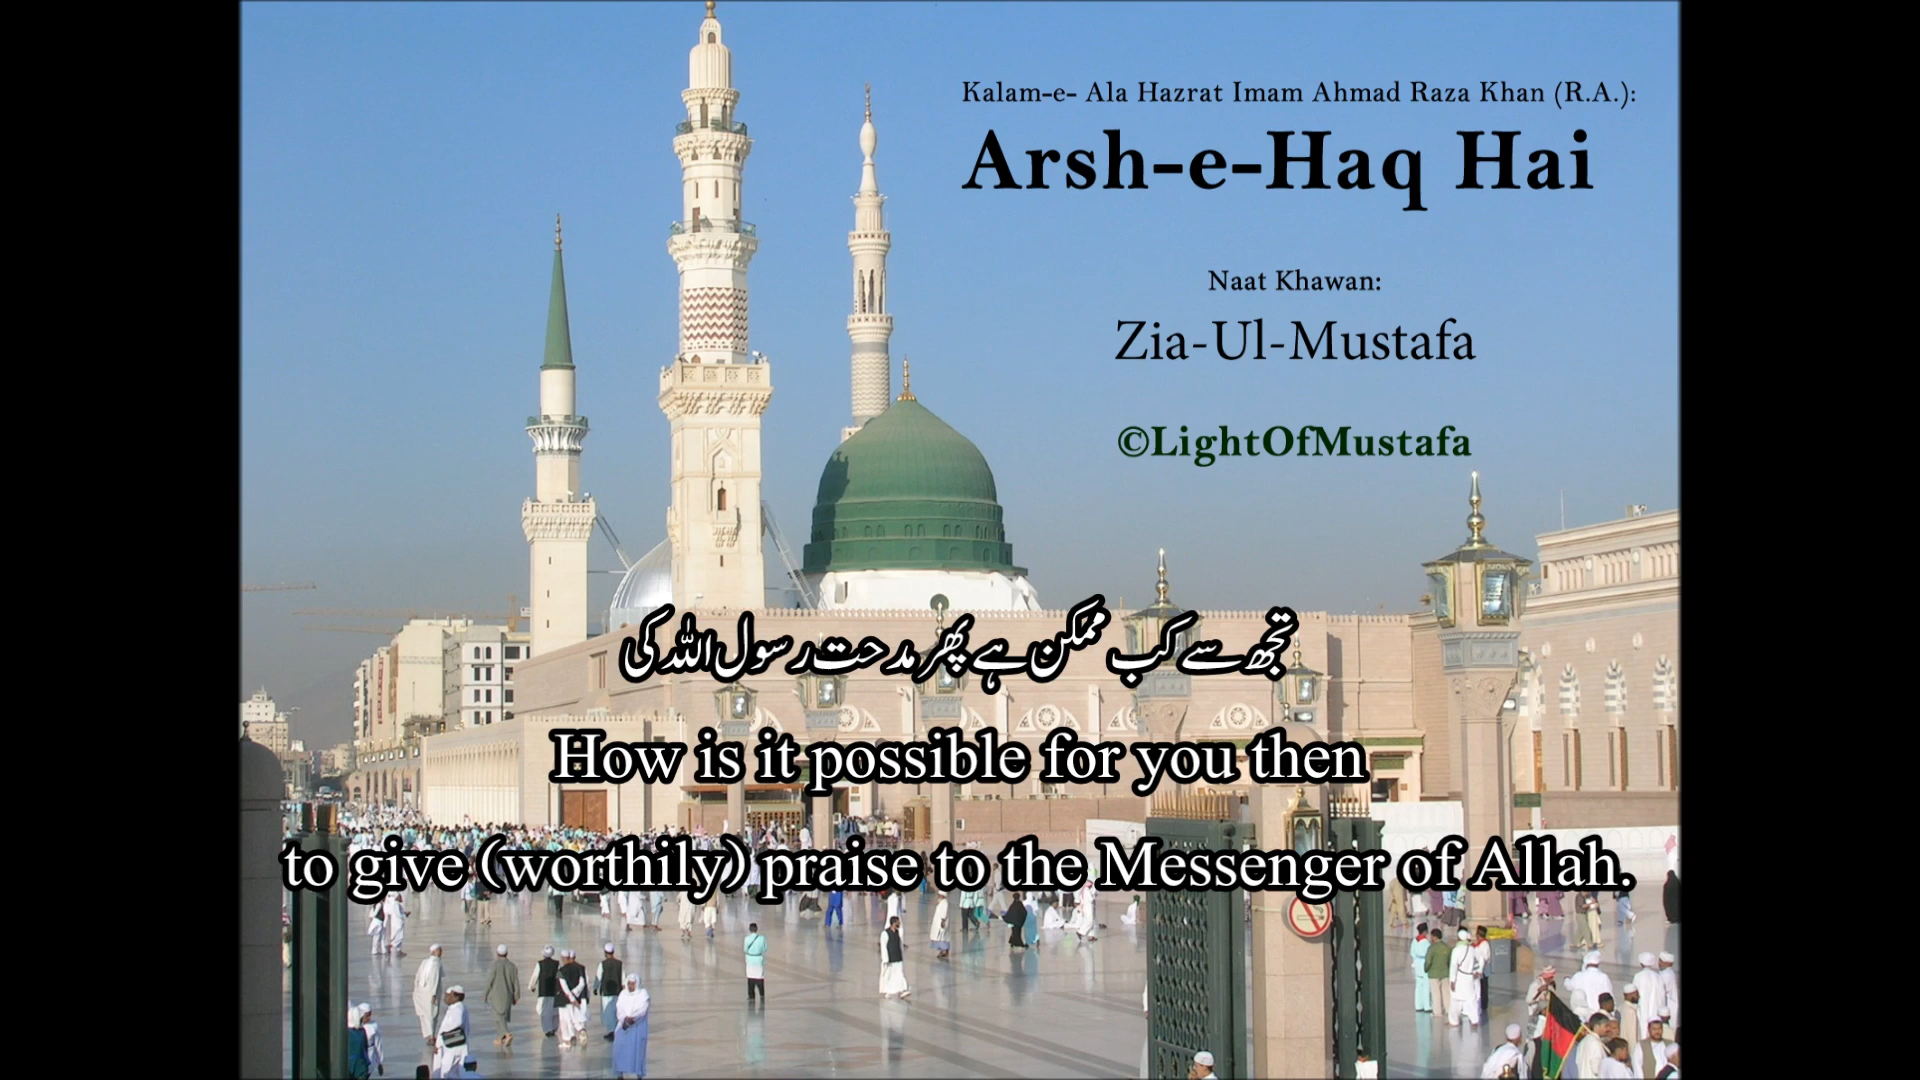 Kalam-e- Ala Hazrat Imam Ahmad Raza Khan (R.A.):
Arsh-e-Haq Hai
Naat Khawan:
Zia-Ul-Mustafa
©LightOfMustafa
تجھ سے کب ممکن ہے پھر مدحت رسول اللہ کی
How is it possible for you then
to give (worthily) praise to the Messenger of Allah.